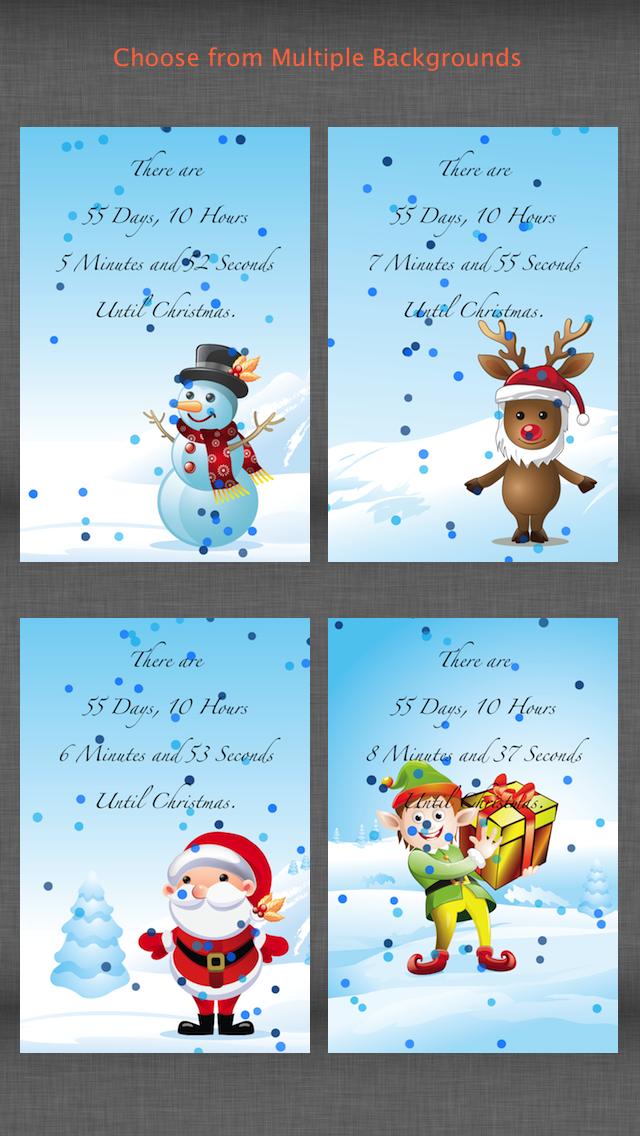 Choose from Multiple Backgrounds
There are
55 Days, 10 Hours
5 Minutes and 52 Seconds
Until Christmas.
There are
55 Days, 10 Hours
7 Minutes and 55 Seconds
Until Christmas.
There are
55 Days, 10 Hours
6 Minutes and 53 Seconds
Until Christmas.
There are
55 Days, 10 Hours
8 Minutes and 37 Seconds
Until Christmas.